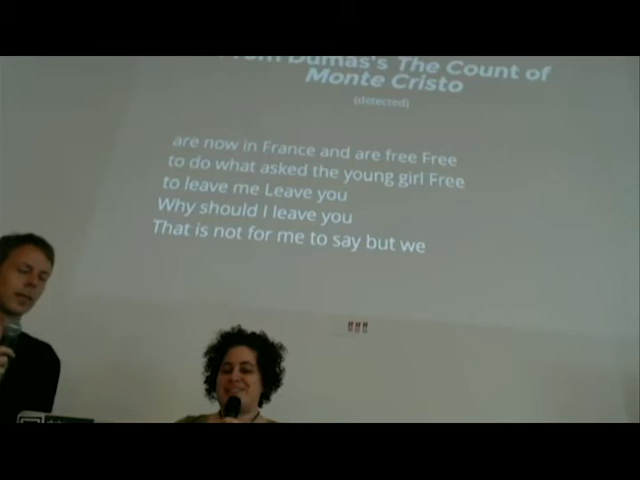 from Dumas's The Count of
Monte Cristo
(detected)
are now in France and are free Free
to do what asked the young girl Free
to leave me Leave you
Why should I leave you
That is not for me to say but we